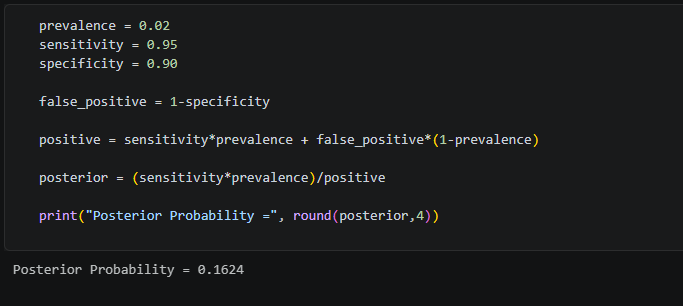 prevalence = 0.02
sensitivity = 0.95
specificity = 0.90
false_positive = 1-specificity
positive = sensitivity*prevalence + false_positive*(1-prevalence)
posterior = (sensitivity*prevalence)/positive
print("Posterior Probability =", round(posterior,4))
Posterior Probability = 0.1624